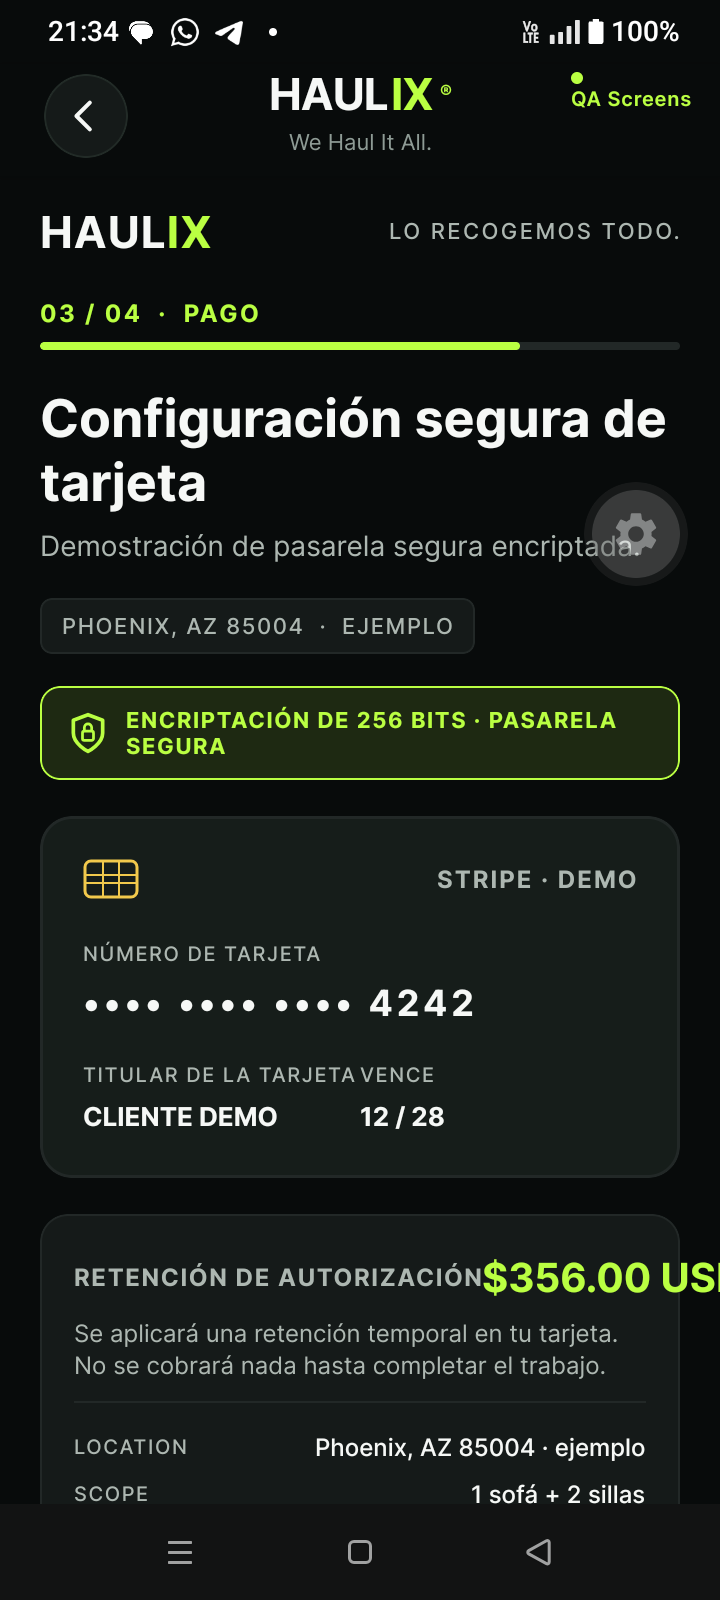 21:34
Vo LTE 100%
HAULIX ®
QA Screens
We Haul It All.
HAULIX
LO RECOGEMOS TODO.
03 / 04 · PAGO
Configuración segura de
tarjeta
Demostración de pasarela segura encriptada.
PHOENIX, AZ 85004 · EJEMPLO
ENCRIPTACIÓN DE 256 BITS · PASARELA
SEGURA
STRIPE · DEMO
NÚMERO DE TARJETA
•••• •••• •••• 4242
TITULAR DE LA TARJETA VENCE
CLIENTE DEMO 12 / 28
RETENCIÓN DE AUTORIZACIÓN $356.00
Se aplicará una retención temporal en tu tarjeta.
No se cobrará nada hasta completar el trabajo.
LOCATION Phoenix, AZ 85004 · ejemplo
SCOPE 1 sofá + 2 sillas